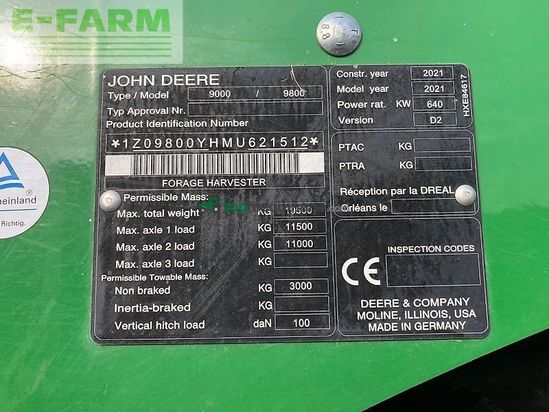 E-FARM
JOHN DEERE
Type / Model 9000 / 9800
Typ Approval Nr.
Product Identification Number
*1Z09800YHMU621512*
FORAGE HARVESTER
Permissible Mass:
Max. total weight KG 19500
Max. axle 1 load KG 11500
Max. axle 2 load KG 11000
Max. axle 3 load KG
Permissible Towable Mass:
Non braked KG 3000
Inertia-braked KG
Vertical hitch load daN 100
Constr. year 2021
Model year 2021
Power rat. KW 640
Version D2
HXE84617
PTAC KG
PTRA KG
Réception par la DREAL
Orléans le
INSPECTION CODES
CE
DEERE & COMPANY
MOLINE, ILLINOIS, USA
MADE IN GERMANY
heinland
Richtig.